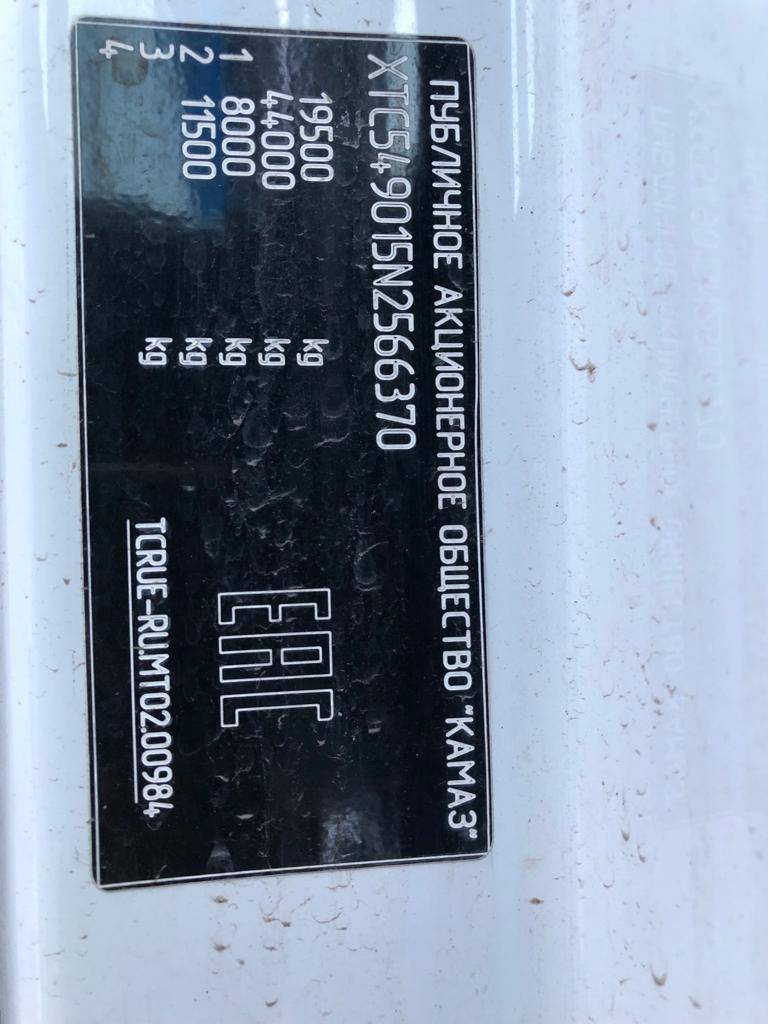 ПУБЛИЧНОЕ АКЦИОНЕРНОЕ ОБЩЕСТВО "КАМАЗ"
XTC549015N2566370
19500 kg
44000 kg
1 8000 kg
2 11500 kg
3 kg
4
EAC
TCRUE-RU.MT02.00984